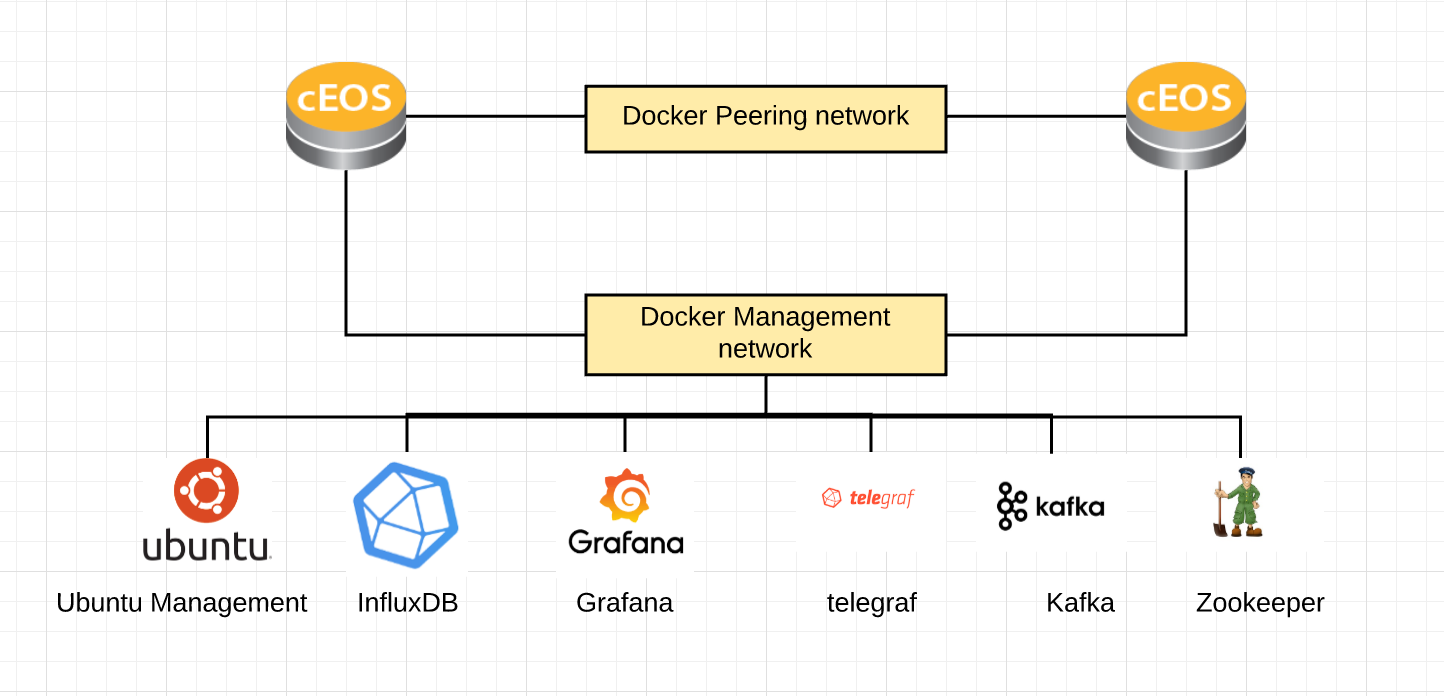 cEOS
Docker Peering network
cEOS
Docker Management
network
ubuntu
Grafana
telegraf
kafka
Ubuntu Management
InfluxDB
Grafana
telegraf
Kafka
Zookeeper